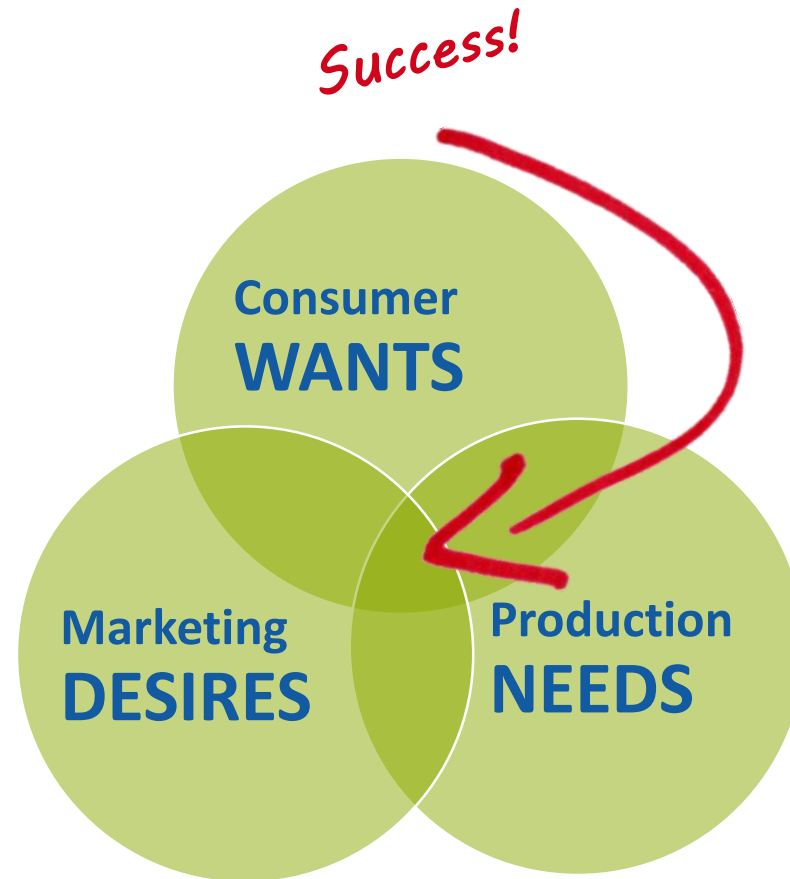 Success!
Consumer
WANTS
Marketing
DESIRES
Production
NEEDS